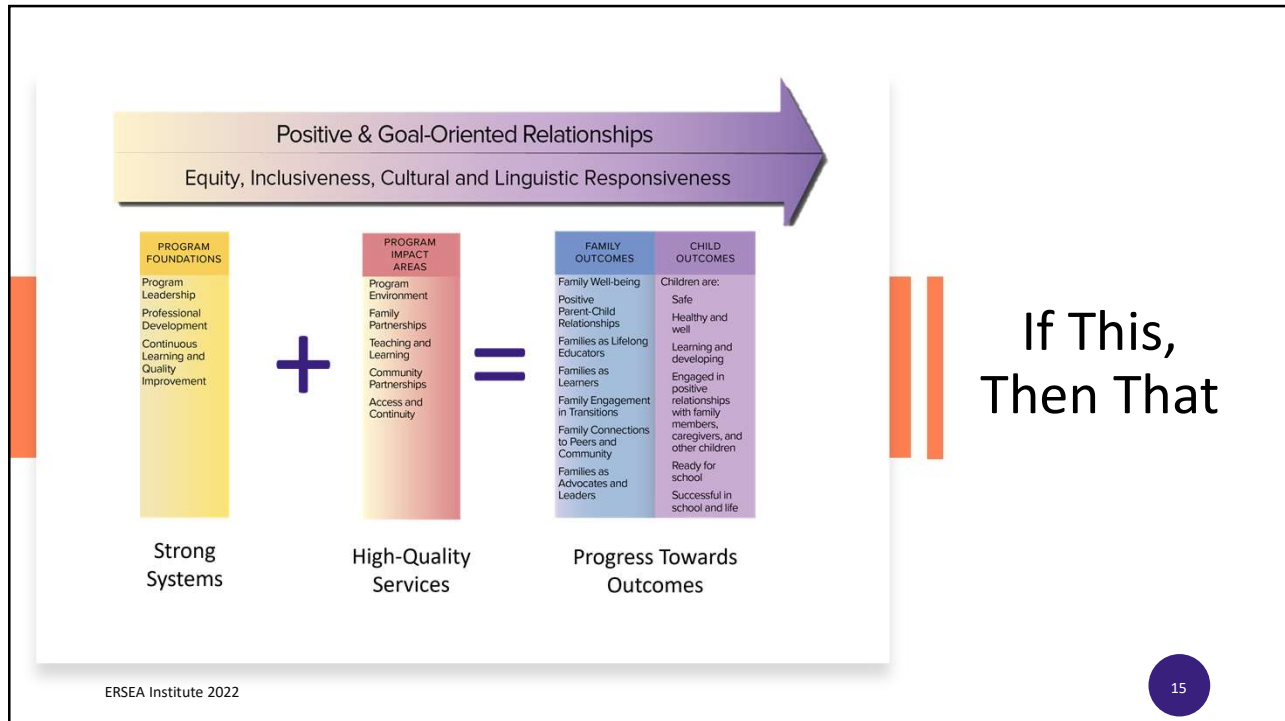 Positive & Goal-Oriented Relationships
Equity, Inclusiveness, Cultural and Linguistic Responsiveness
PROGRAM
FOUNDATIONS
Program
Leadership
Professional
Development
Continuous
Learning and
Quality
Improvement
+
PROGRAM
IMPACT
AREAS
Program
Environment
Family
Partnerships
Teaching and
Learning
Community
Partnerships
Access and
Continuity
=
FAMILY
OUTCOMES
Family Well-being
Positive
Parent-Child
Relationships
Families as Lifelong
Educators
Families as
Learners
Family Engagement
in Transitions
Family Connections
to Peers and
Community
Families as
Advocates and
Leaders
CHILD
OUTCOMES
Children are:
Safe
Healthy and
well
Learning and
developing
Engaged in
positive
relationships
with family
members,
caregivers, and
other children
Ready for
school
Successful in
school and life
Strong
Systems
High-Quality
Services
Progress Towards
Outcomes
If This,
Then That
ERSEA Institute 2022
15